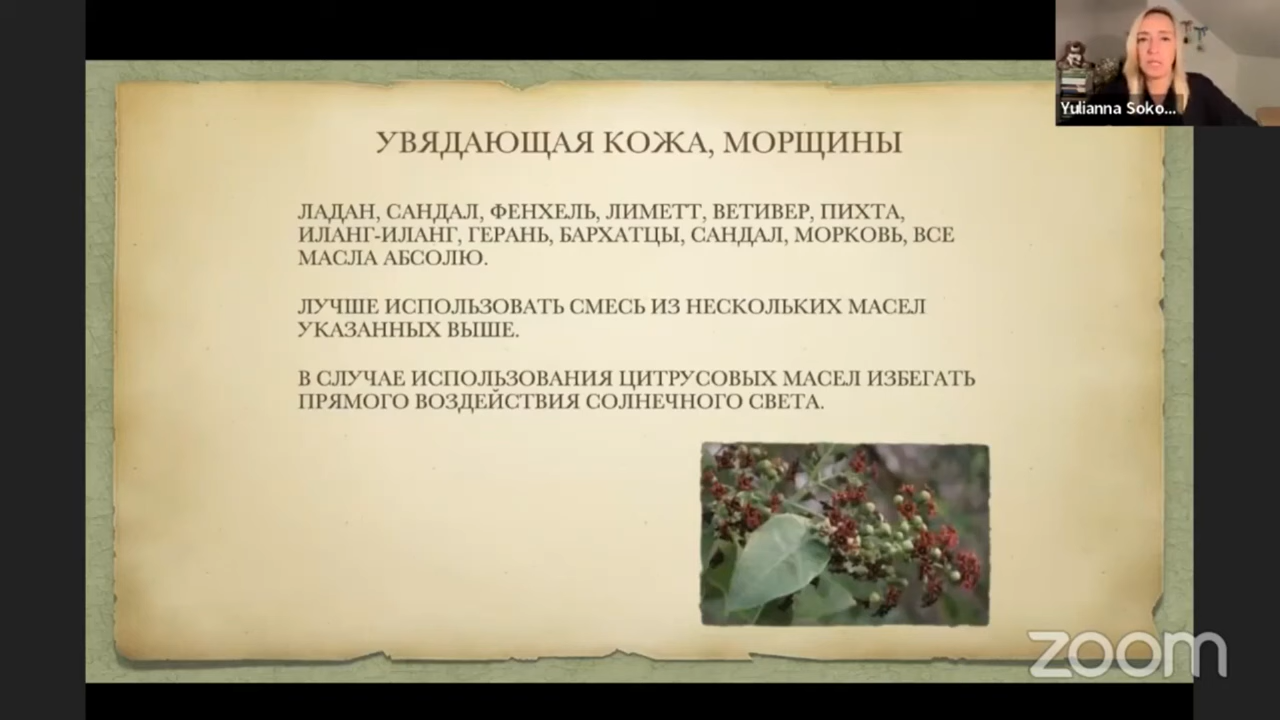 Yulianna Soko...
УВЯДАЮЩАЯ КОЖА, МОРЩИНЫ
ЛАДАН, САНДАЛ, ФЕНХЕЛЬ, ЛИМЕТТ, ВЕТИВЕР, ПИХТА,
ИЛАНГ-ИЛАНГ, ГЕРАНЬ, БАРХАТЦЫ, САНДАЛ, МОРКОВЬ, ВСЕ
МАСЛА АБСОЛЮ.
ЛУЧШЕ ИСПОЛЬЗОВАТЬ СМЕСЬ ИЗ НЕСКОЛЬКИХ МАСЕЛ
УКАЗАННЫХ ВЫШЕ.
В СЛУЧАЕ ИСПОЛЬЗОВАНИЯ ЦИТРУСОВЫХ МАСЕЛ ИЗБЕГАТЬ
ПРЯМОГО ВОЗДЕЙСТВИЯ СОЛНЕЧНОГО СВЕТА.
zoom